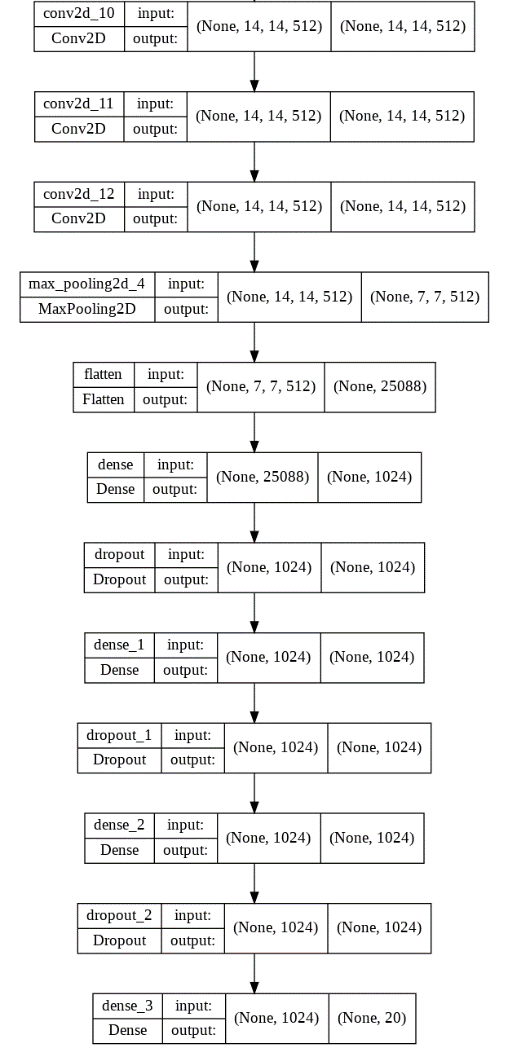 conv2d_10 input: (None, 14, 14, 512) (None, 14, 14, 512)
Conv2D output:
conv2d_11 input: (None, 14, 14, 512) (None, 14, 14, 512)
Conv2D output:
conv2d_12 input: (None, 14, 14, 512) (None, 14, 14, 512)
Conv2D output:
max_pooling2d_4 input: (None, 14, 14, 512) (None, 7, 7, 512)
MaxPooling2D output:
flatten input: (None, 7, 7, 512) (None, 25088)
Flatten output:
dense input: (None, 25088) (None, 1024)
Dense output:
dropout input: (None, 1024) (None, 1024)
Dropout output:
dense_1 input: (None, 1024) (None, 1024)
Dense output:
dropout_1 input: (None, 1024) (None, 1024)
Dropout output:
dense_2 input: (None, 1024) (None, 1024)
Dense output:
dropout_2 input: (None, 1024) (None, 1024)
Dropout output:
dense_3 input: (None, 1024) (None, 20)
Dense output: